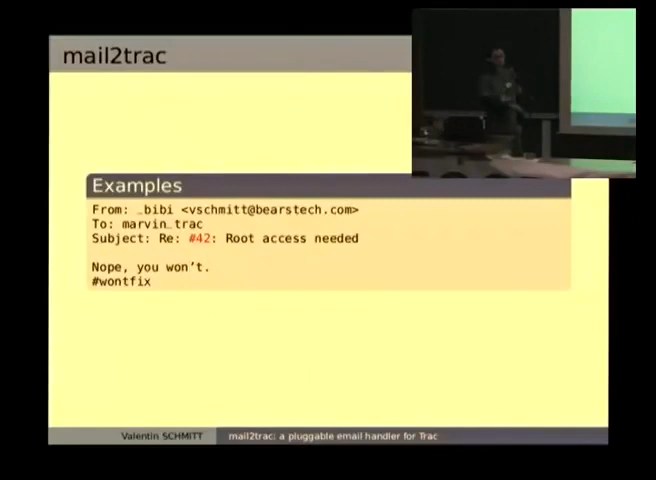 mail2trac
Examples
From: _bibi <vschmitt@bearstech.com>
To: marvin_trac
Subject: Re: #42: Root access needed
Nope, you won't.
#wontfix
Valentin SCHMITT
mail2trac: a pluggable email handler for Trac